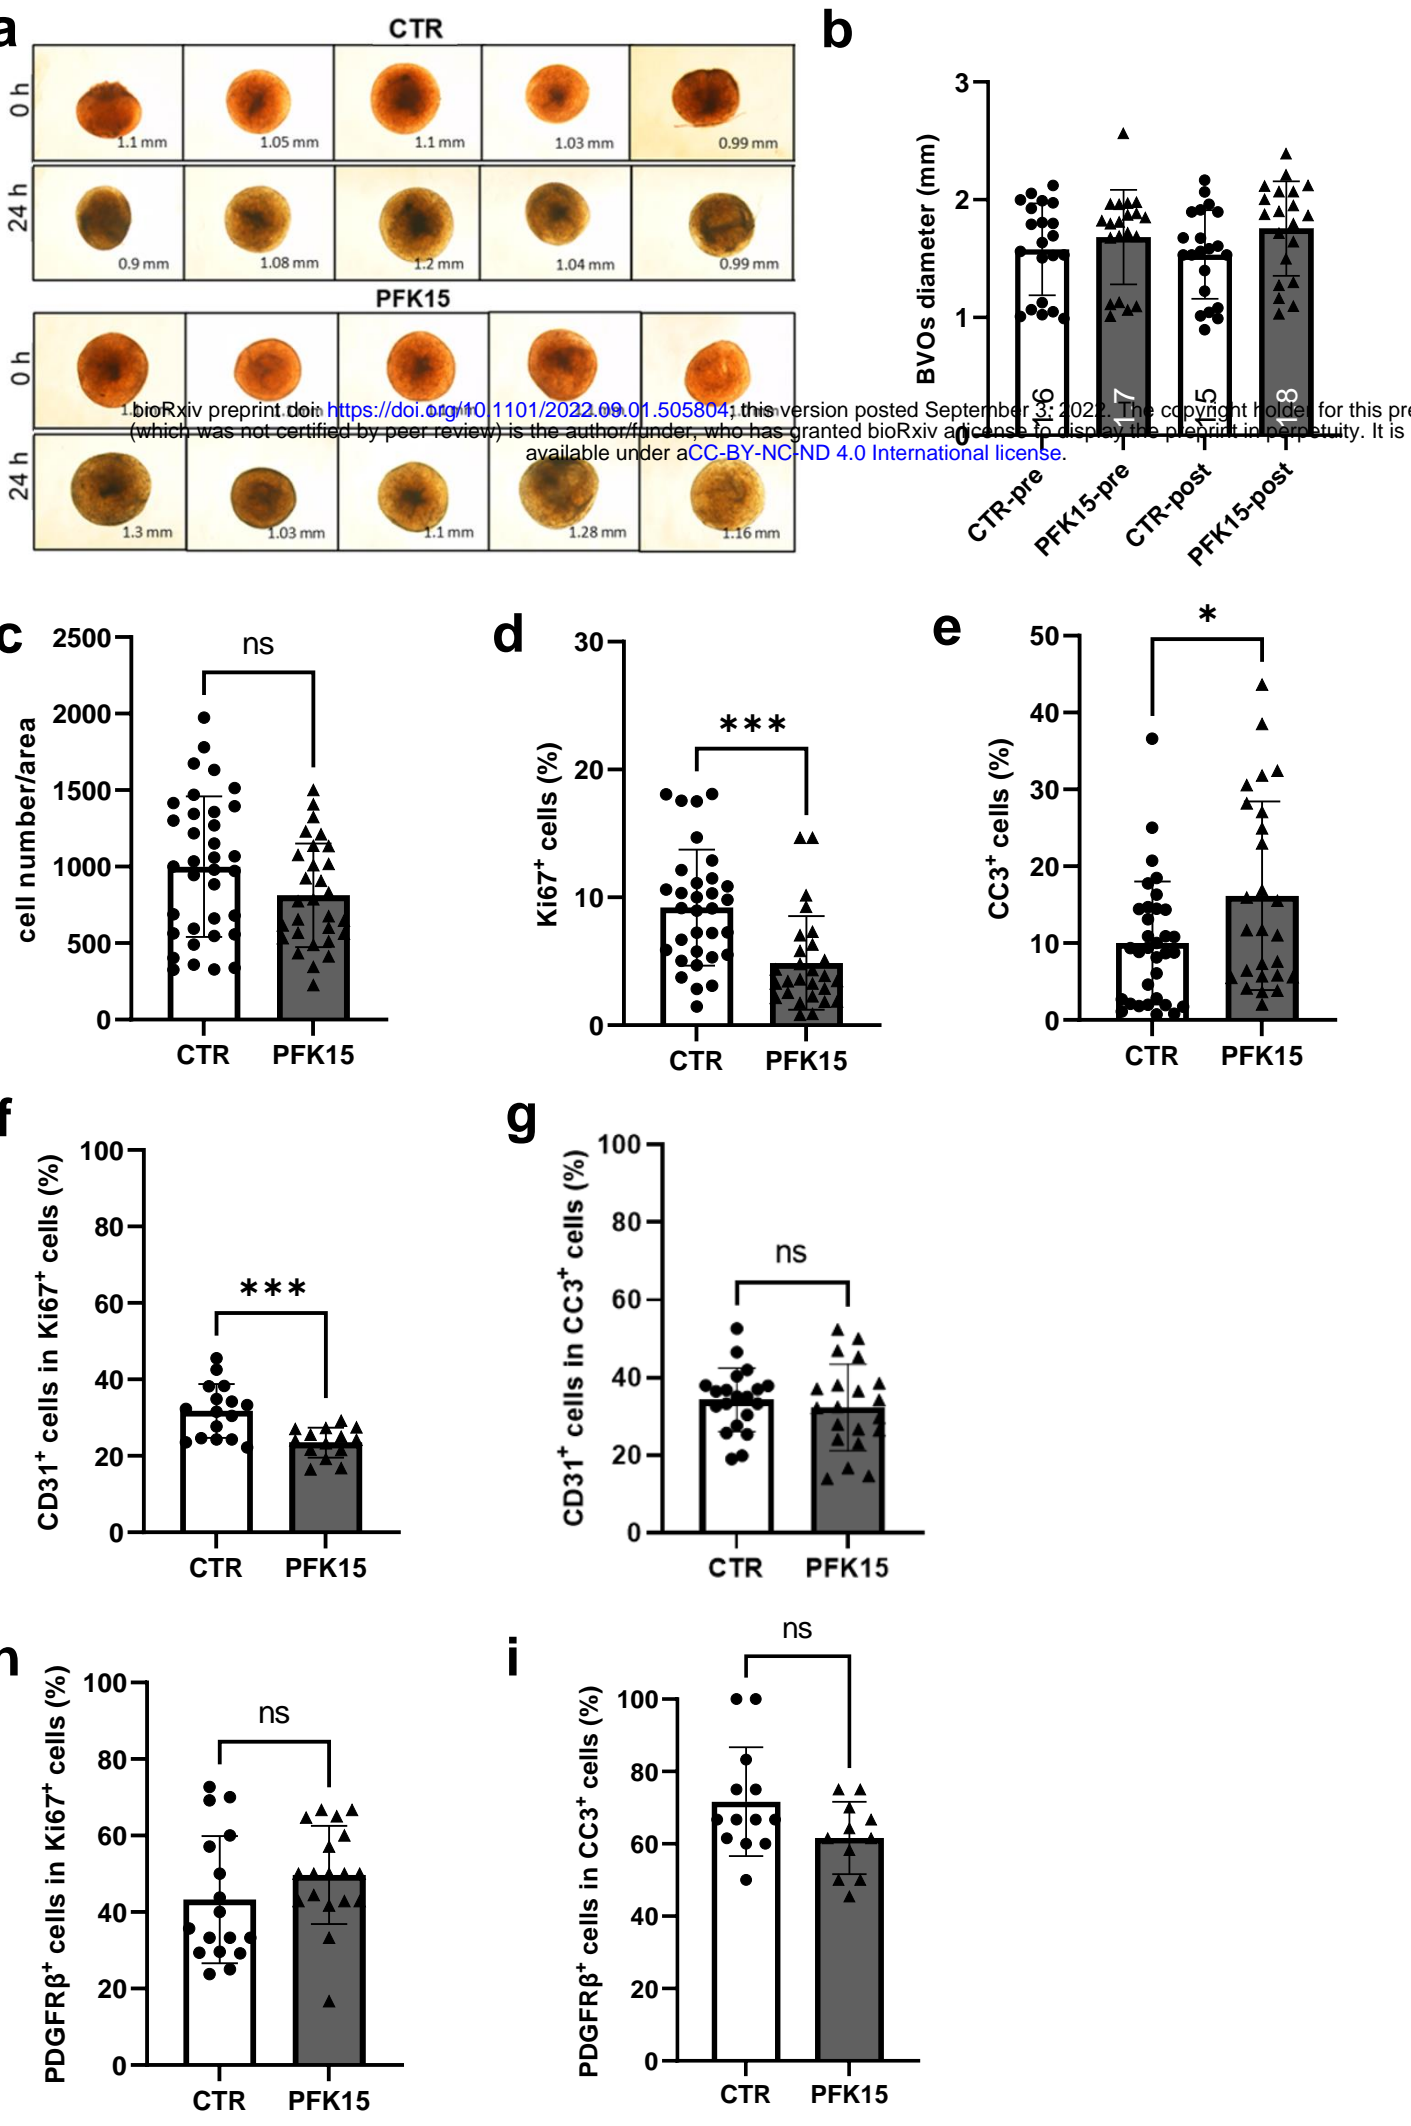 a
CTR
0 h
1.1 mm
1.05 mm
1.1 mm
1.03 mm
0.99 mm
24 h
0.9 mm
1.08 mm
1.2 mm
1.04 mm
0.99 mm
PFK15
0 h
24 h
1.3 mm
1.03 mm
1.1 mm
1.28 mm
1.16 mm
bioRxiv preprint doi: https://doi.org/10.1101/2022.09.01.505804; this version posted September 3, 2022. The copyright holder for this pre
(which was not certified by peer review) is the author/funder, who has granted bioRxiv a license to display the preprint in perpetuity. It is
available under aCC-BY-NC-ND 4.0 International license.
b
BVOs diameter (mm)
3
2
1
0
1.6
1.7
1.5
1.8
CTR-pre
PFK15-pre
CTR-post
PFK15-post
c
cell number/area
2500
2000
1500
1000
500
0
ns
CTR
PFK15
d
Ki67+ cells (%)
30
20
10
0
***
CTR
PFK15
e
CC3+ cells (%)
50
40
30
20
10
0
*
CTR
PFK15
f
CD31+ cells in Ki67+ cells (%)
100
80
60
40
20
0
***
CTR
PFK15
g
CD31+ cells in CC3+ cells (%)
100
80
60
40
20
0
ns
CTR
PFK15
h
PDGFRβ+ cells in Ki67+ cells (%)
100
80
60
40
20
0
ns
CTR
PFK15
i
PDGFRβ+ cells in CC3+ cells (%)
100
80
60
40
20
0
ns
CTR
PFK15